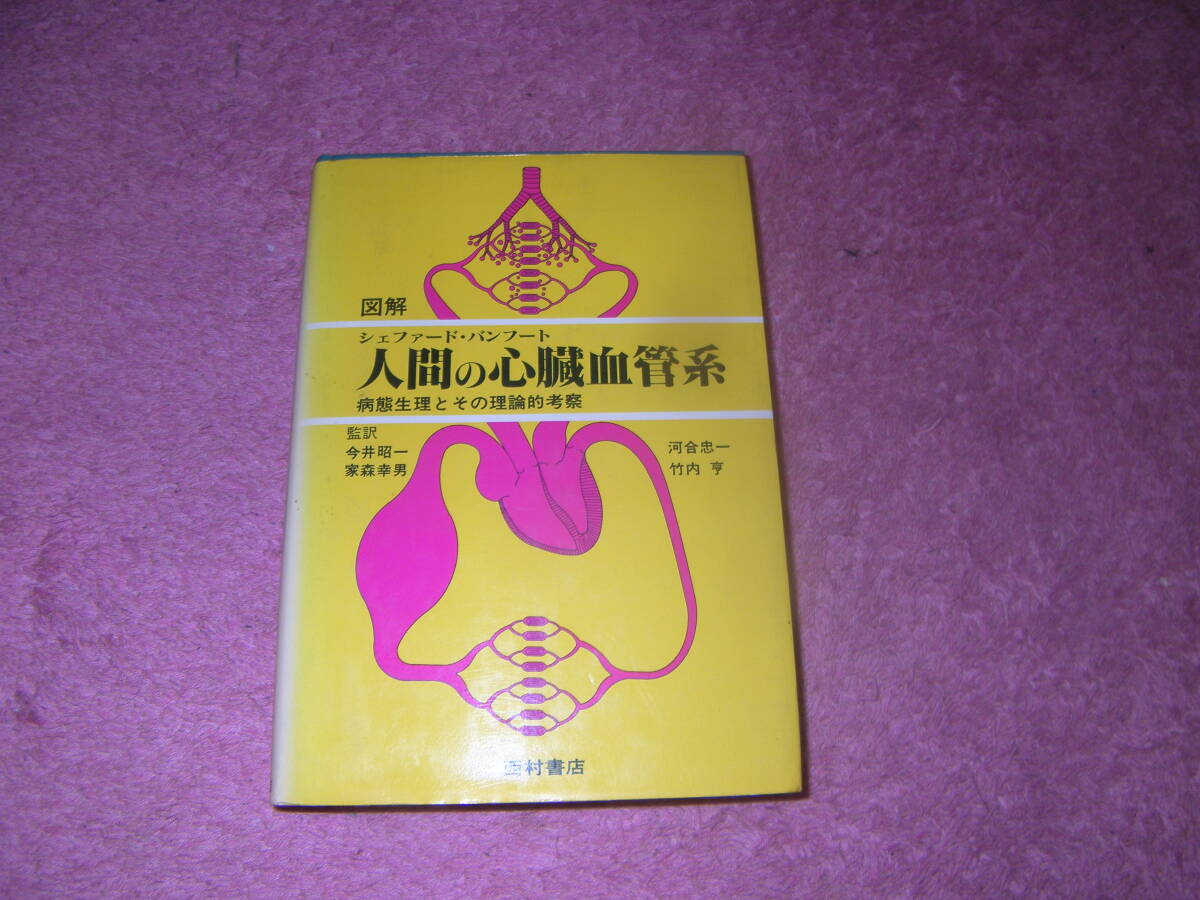 図解
シェファード・バンフート
人間の心臓血管系
病態生理とその理論的考察
監訳
今井昭一
家森幸男
河合忠一
竹内 亨
西村書店